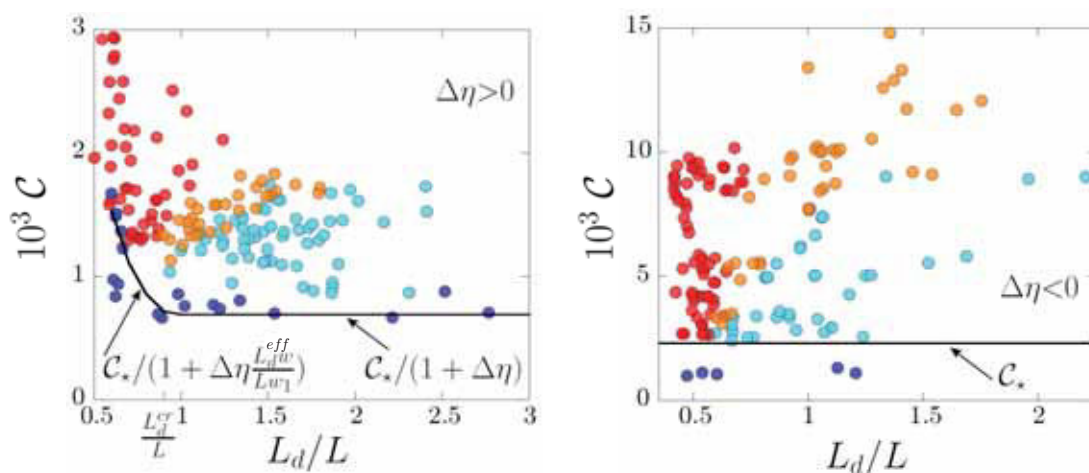 3
2
1
0
10³ 𝒞
Δη>0
𝒞⋆/(1 + Δη L_d^eff w / L w₁)
𝒞⋆/(1 + Δη)
0.5 1 1.5 2 2.5 3
L_d^cr / L
L_d/L
15
10
5
0
10³ 𝒞
Δη<0
𝒞⋆
0.5 1 1.5 2
L_d/L